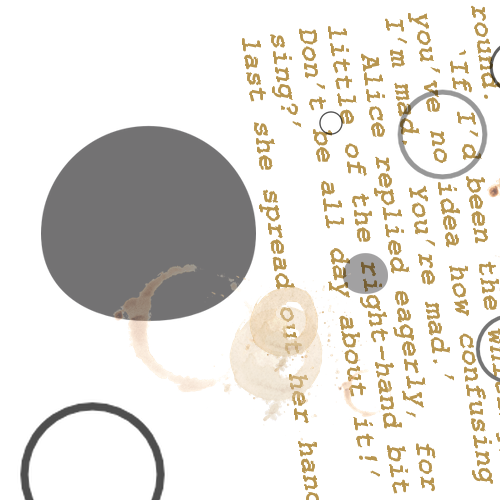 round.
`If I'd been the
you've no idea how confusing
I'm mad. you're mad.'
Alice replied eagerly, for
little of the right-hand bit
Don't be all day about it!'
sing?'
last she spread out her hand